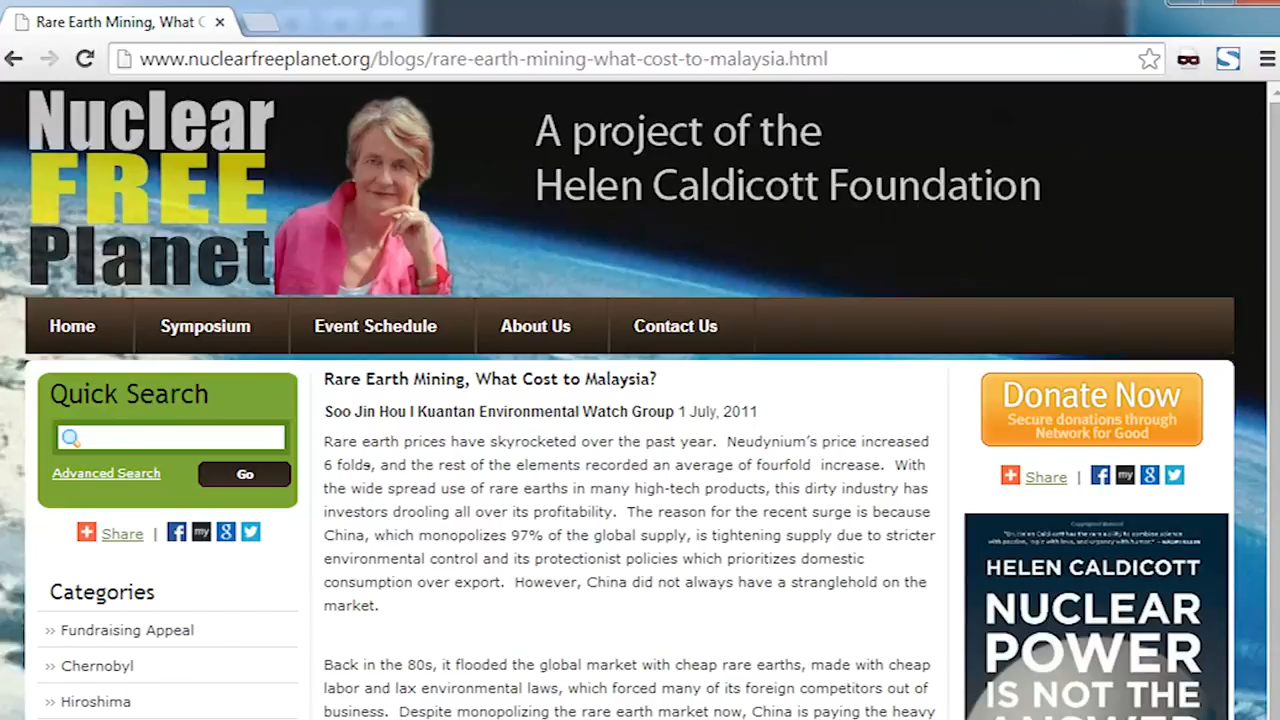 Rare Earth Mining, What C
www.nuclearfreeplanet.org/blogs/rare-earth-mining-what-cost-to-malaysia.html
Nuclear
FREE
Planet
A project of the
Helen Caldicott Foundation
Home
Symposium
Event Schedule
About Us
Contact Us
Quick Search
Advanced Search
Go
Share |
Categories
›› Fundraising Appeal
›› Chernobyl
›› Hiroshima
Rare Earth Mining, What Cost to Malaysia?
Soo Jin Hou l Kuantan Environmental Watch Group 1 July, 2011
Rare earth prices have skyrocketed over the past year. Neudynium's price increased
6 folds, and the rest of the elements recorded an average of fourfold increase. With
the wide spread use of rare earths in many high-tech products, this dirty industry has
investors drooling all over its profitability. The reason for the recent surge is because
China, which monopolizes 97% of the global supply, is tightening supply due to stricter
environmental control and its protectionist policies which prioritizes domestic
consumption over export. However, China did not always have a stranglehold on the
market.
Back in the 80s, it flooded the global market with cheap rare earths, made with cheap
labor and lax environmental laws, which forced many of its foreign competitors out of
business. Despite monopolizing the rare earth market now, China is paying the heavy
Donate Now
Secure donations through
Network for Good
Share |
HELEN CALDICOTT
NUCLEAR
POWER
IS NOT THE